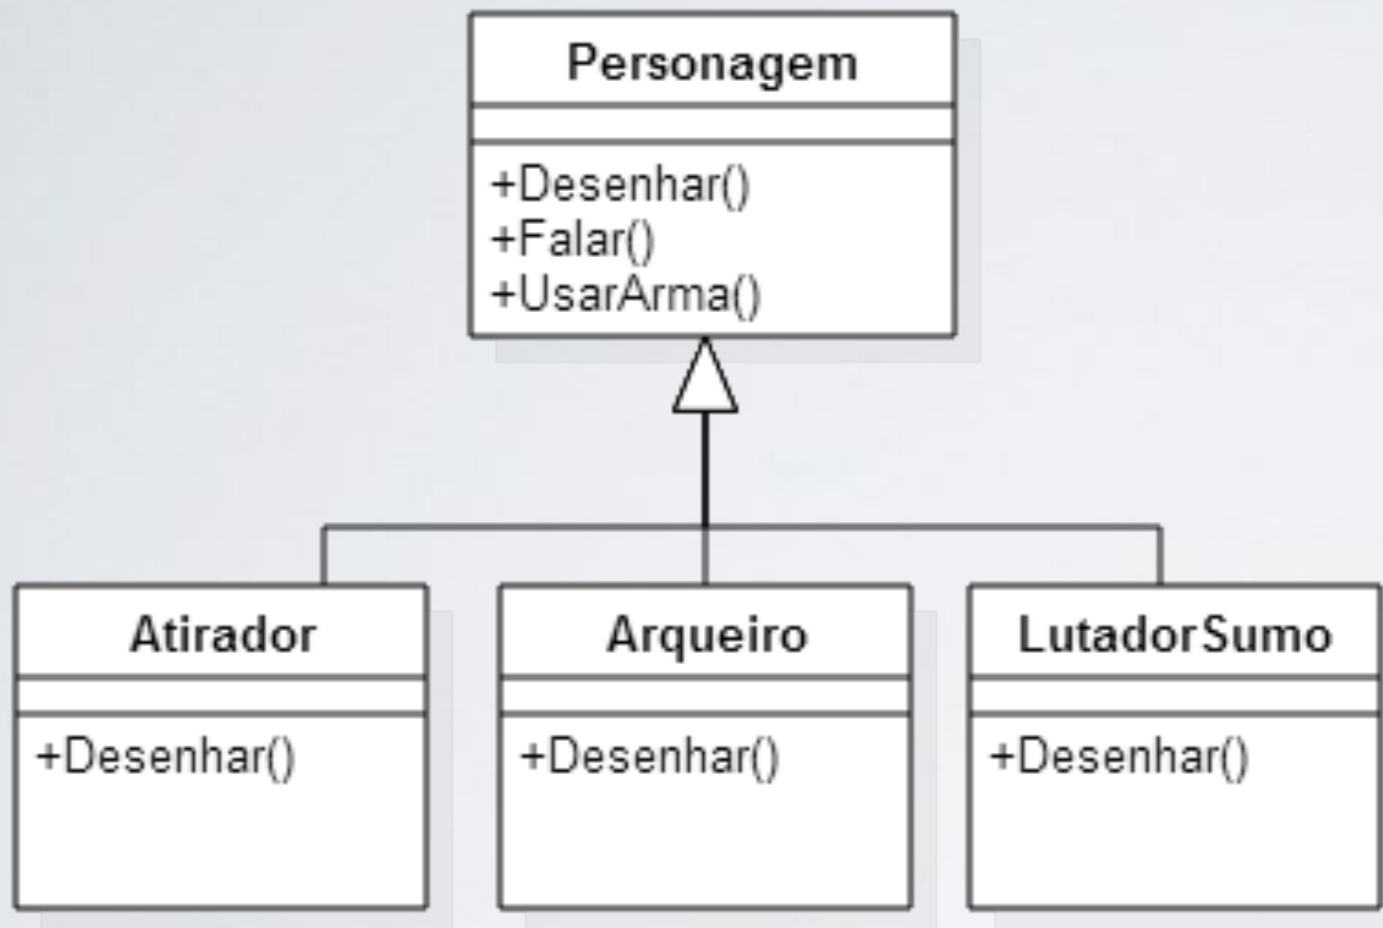 Personagem
+Desenhar()
+Falar()
+UsarArma()
Atirador
+Desenhar()
Arqueiro
+Desenhar()
LutadorSumo
+Desenhar()